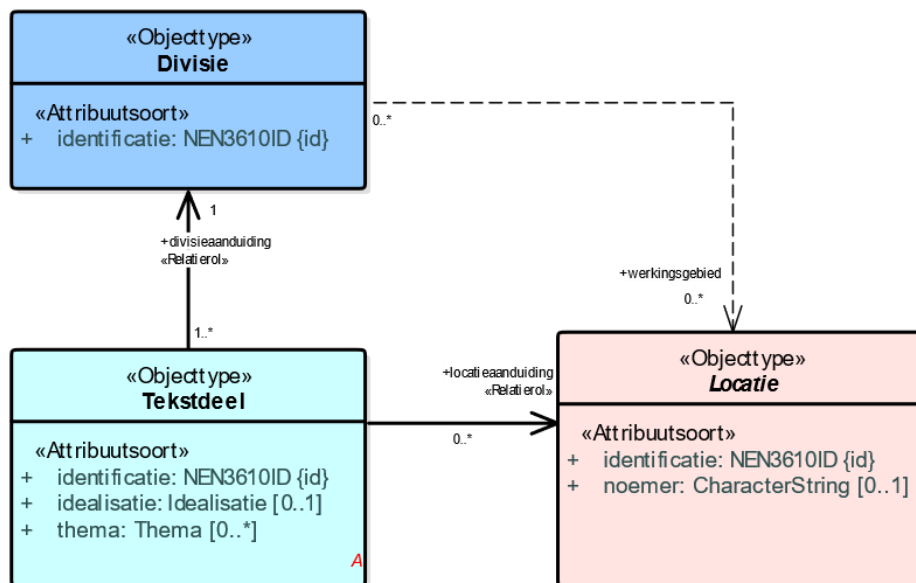 «Objecttype»
Divisie
«Attribuutsoort»
+ identificatie: NEN3610ID {id}
0..*
1
+divisieaanduiding
«Relatierol»
+werkingsgebied
0..*
1..*
«Objecttype»
Tekstdeel
«Attribuutsoort»
+ identificatie: NEN3610ID {id}
+ idealisatie: Idealisatie [0..1]
+ thema: Thema [0..*]
A
+locatieaanduiding
«Relatierol»
0..*
«Objecttype»
Locatie
«Attribuutsoort»
+ identificatie: NEN3610ID {id}
+ noemer: CharacterString [0..1]